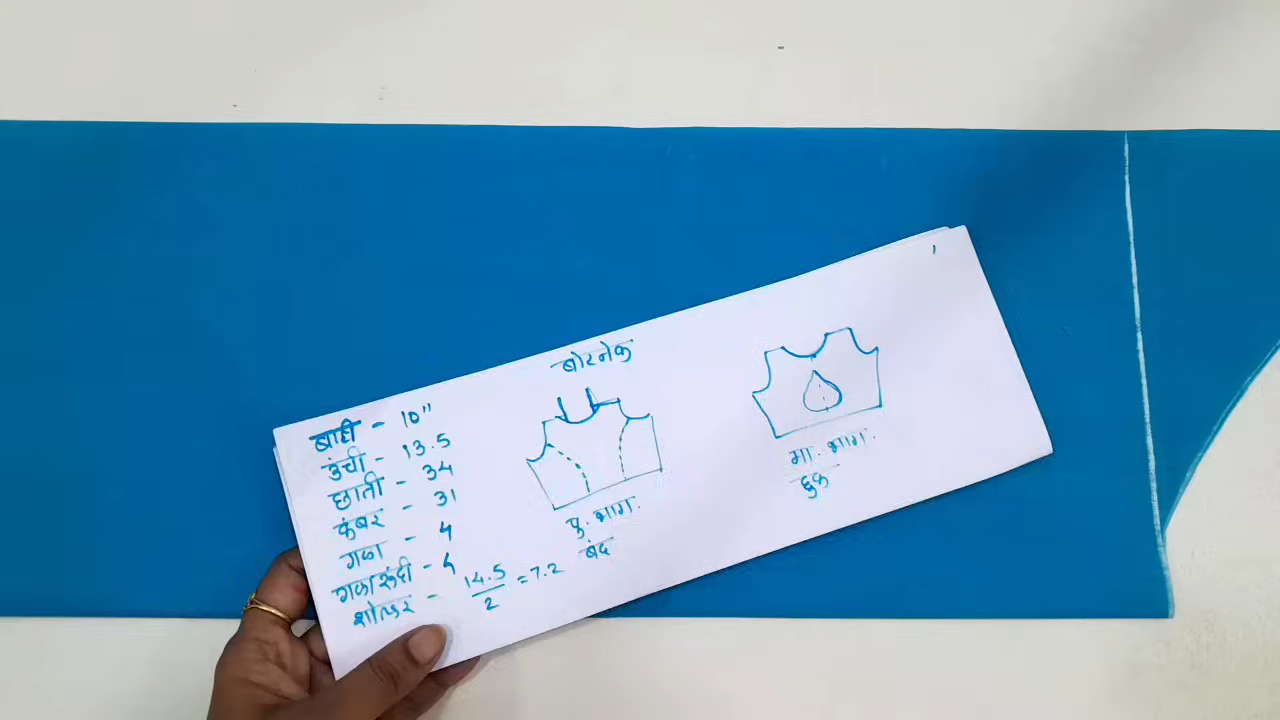 बाही - 10"
उंची - 13.5
छाती - 34
कंबर - 31
गळा - 4
गळारुंदी - 4
शोल्डर - 14.5/2 = 7.2
बोटनेक
पु. भाग.
बंद
मा. भाग.
हुक